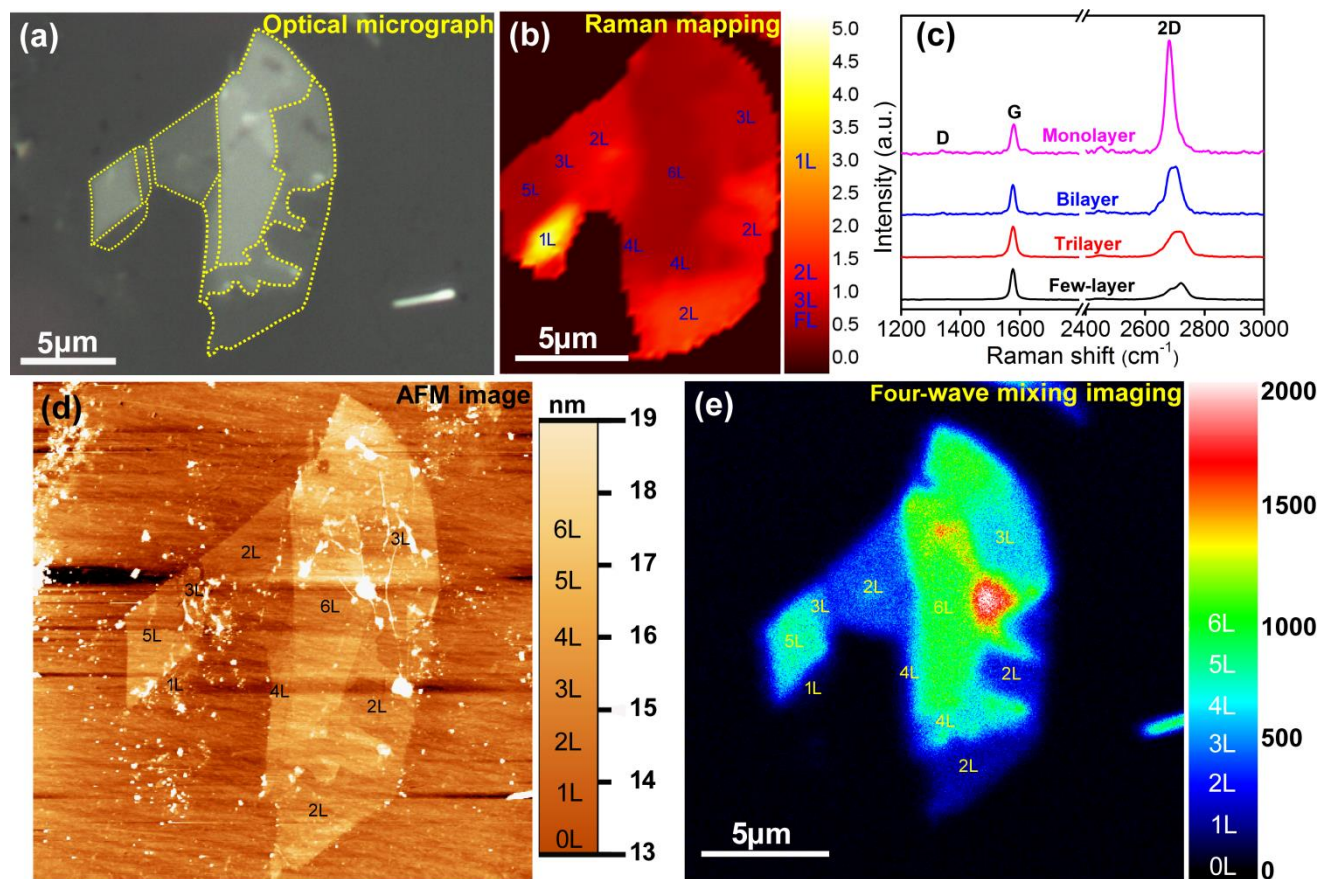 (a)
Optical micrograph
5μm
(b)
Raman mapping
2L
3L
3L
5L
6L
1L
4L
2L
4L
2L
5μm
5.0
4.5
4.0
3.5
3.0
2.5
2.0
1.5
1.0
0.5
0.0
1L
2L
3L
FL
(c)
2D
G
D
Monolayer
Bilayer
Trilayer
Few-layer
Intensity (a.u.)
1200 1400 1600 2400 2600 2800 3000
Raman shift (cm⁻¹)
(d)
AFM image
2L
3L
3L
6L
5L
1L
4L
2L
2L
nm
19
18
17
16
15
14
13
6L
5L
4L
3L
2L
1L
0L
(e)
Four-wave mixing imaging
3L
2L
3L
6L
5L
4L
2L
1L
4L
2L
5μm
2000
1500
1000
500
0
6L
5L
4L
3L
2L
1L
0L